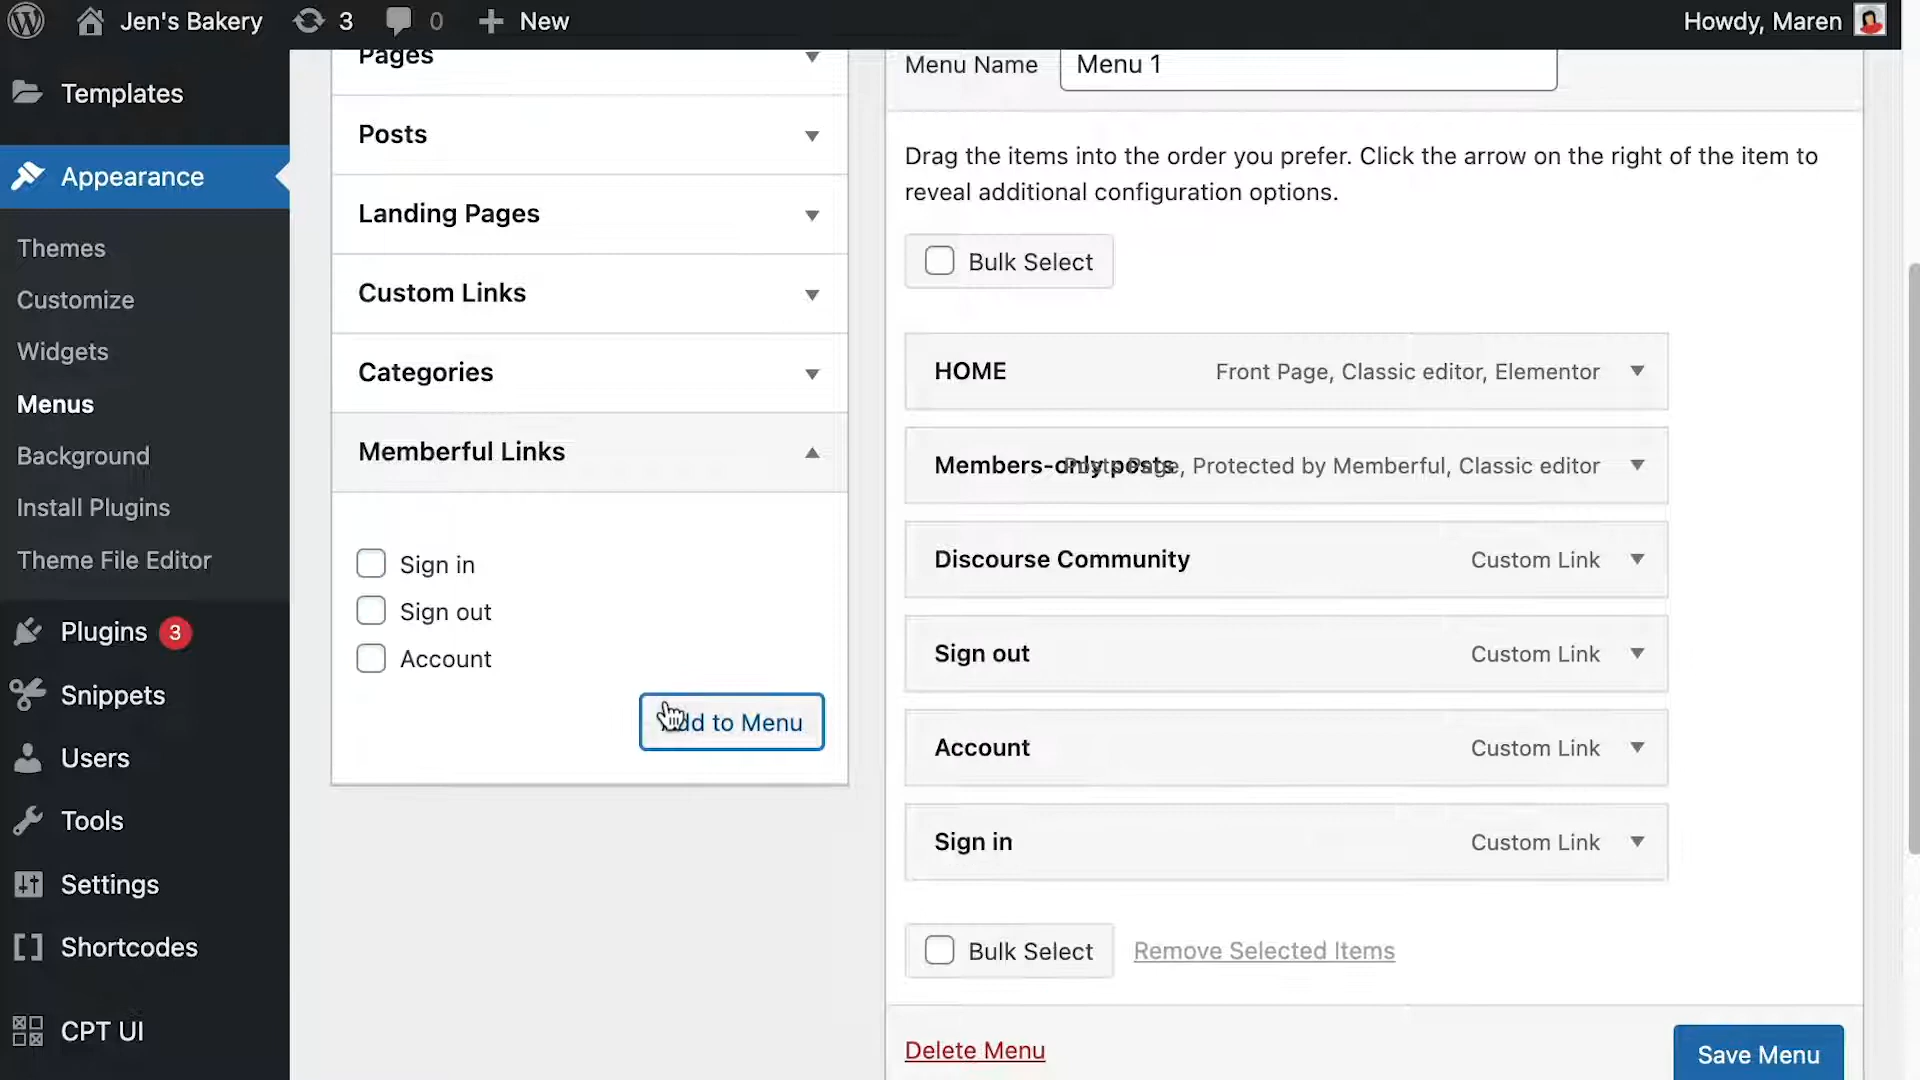 Jen's Bakery 3 0 New Howdy, Maren
Templates
Appearance
Themes
Customize
Widgets
Menus
Background
Install Plugins
Theme File Editor
Plugins 3
Snippets
Users
Tools
Settings
Shortcodes
CPT UI
Pages
Posts
Landing Pages
Custom Links
Categories
Memberful Links
Sign in
Sign out
Account
Add to Menu
Menu Name Menu 1
Drag the items into the order you prefer. Click the arrow on the right of the item to
reveal additional configuration options.
Bulk Select
HOME Front Page, Classic editor, Elementor
Members-only posts Posts Page, Protected by Memberful, Classic editor
Discourse Community Custom Link
Sign out Custom Link
Account Custom Link
Sign in Custom Link
Bulk Select Remove Selected Items
Delete Menu Save Menu